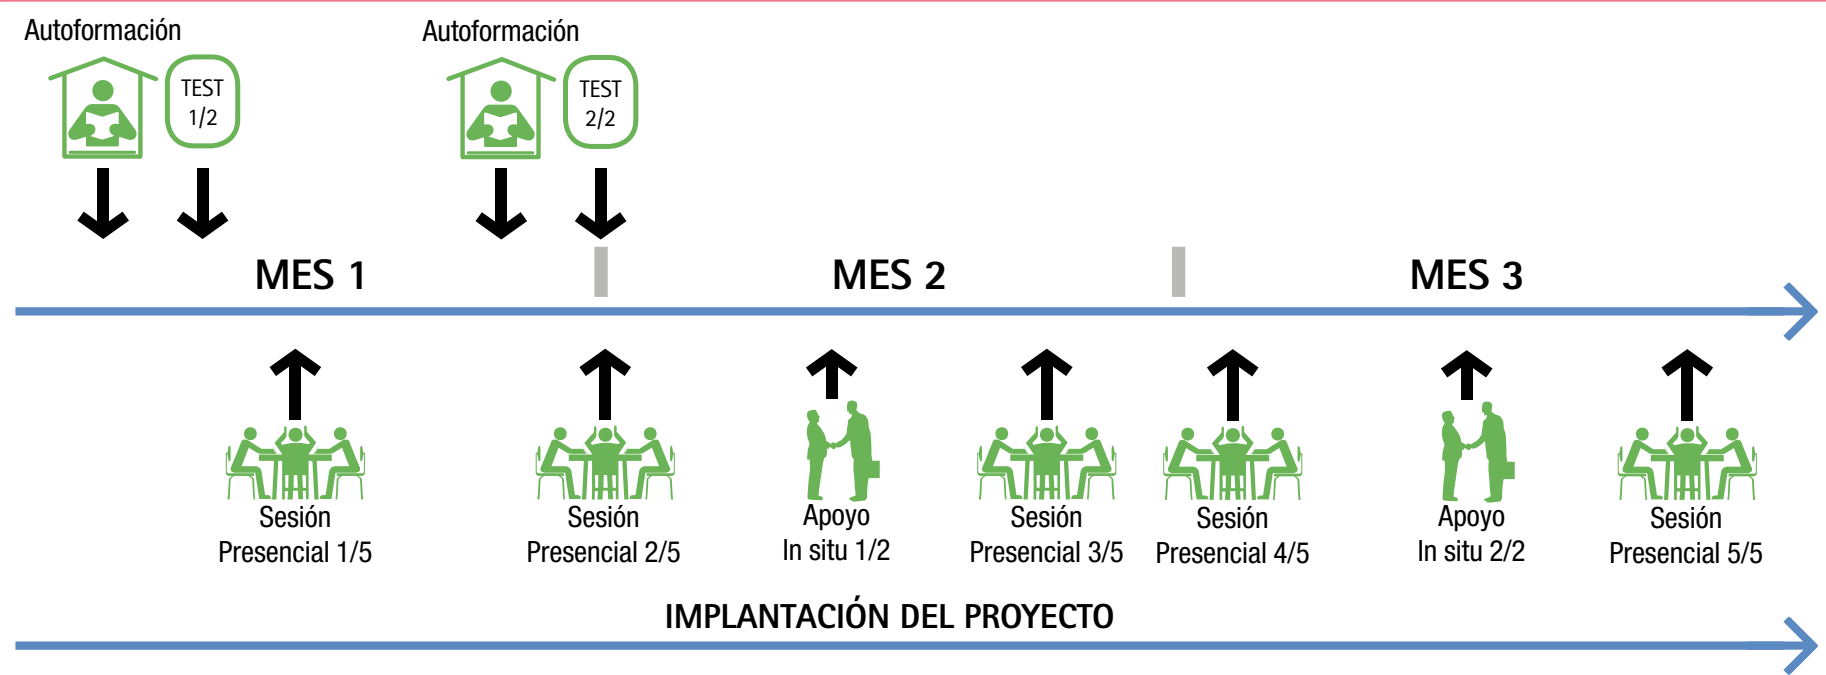 Autoformación
TEST
1/2
Autoformación
TEST
2/2
MES 1
MES 2
MES 3
Sesión
Presencial 1/5
Sesión
Presencial 2/5
Apoyo
In situ 1/2
Sesión
Presencial 3/5
Sesión
Presencial 4/5
Apoyo
In situ 2/2
Sesión
Presencial 5/5
IMPLANTACIÓN DEL PROYECTO